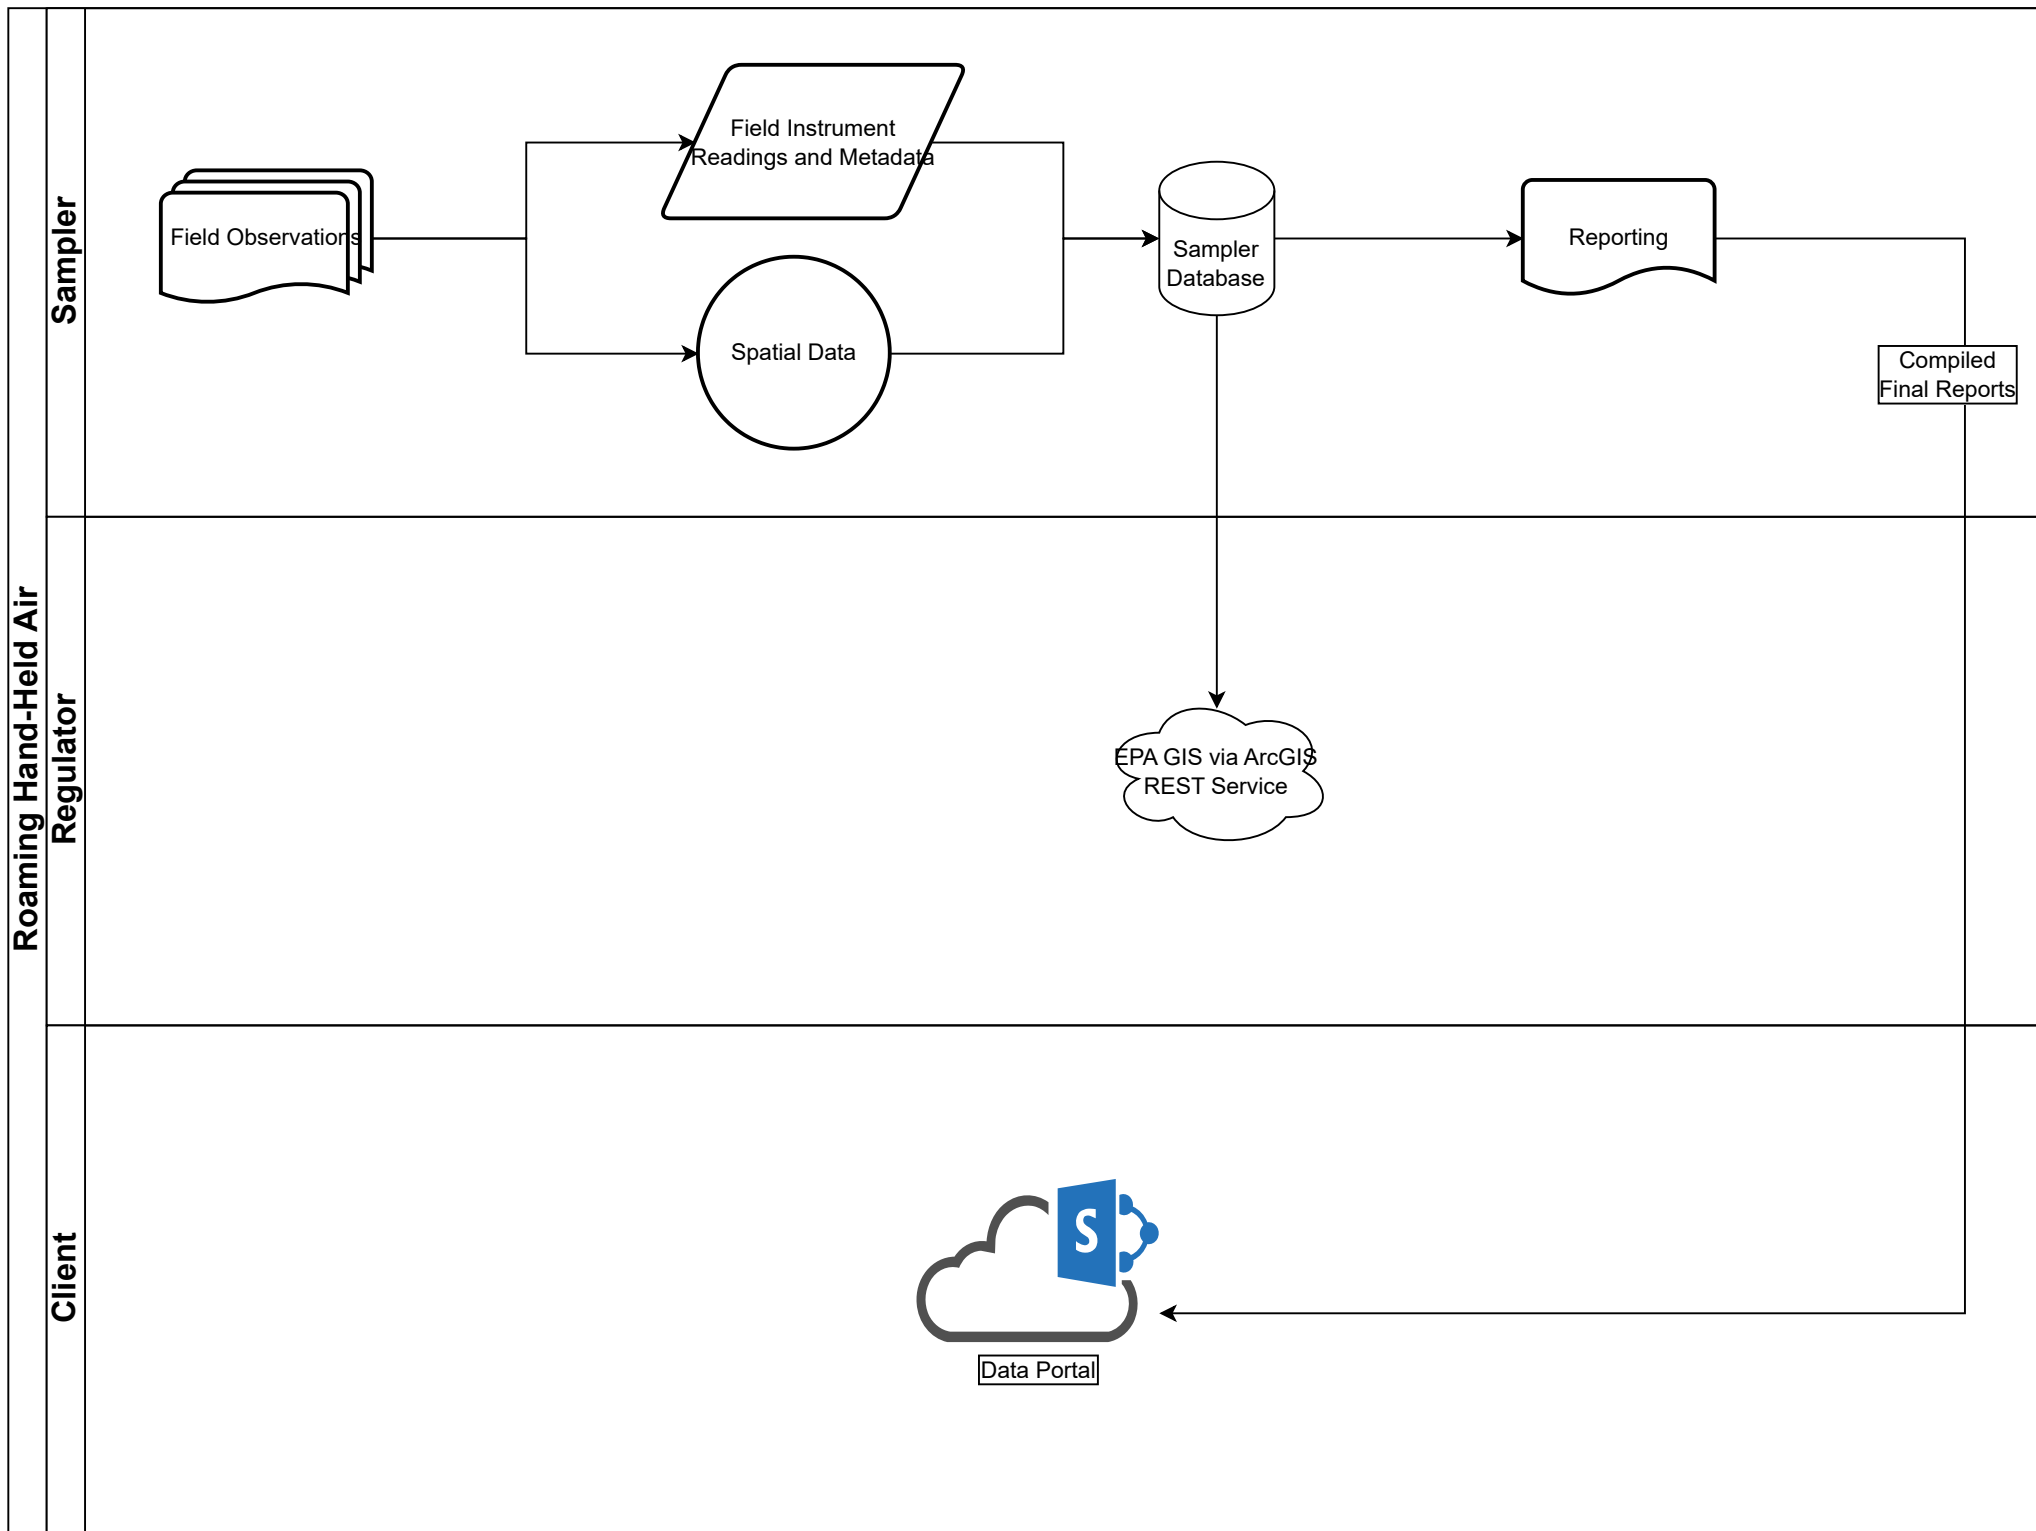 Roaming Hand-Held Air
Sampler
Field Observations
Field Instrument
Readings and Metadata
Spatial Data
Sampler
Database
Reporting
Compiled
Final Reports
Regulator
EPA GIS via ArcGIS
REST Service
Client
S
Data Portal